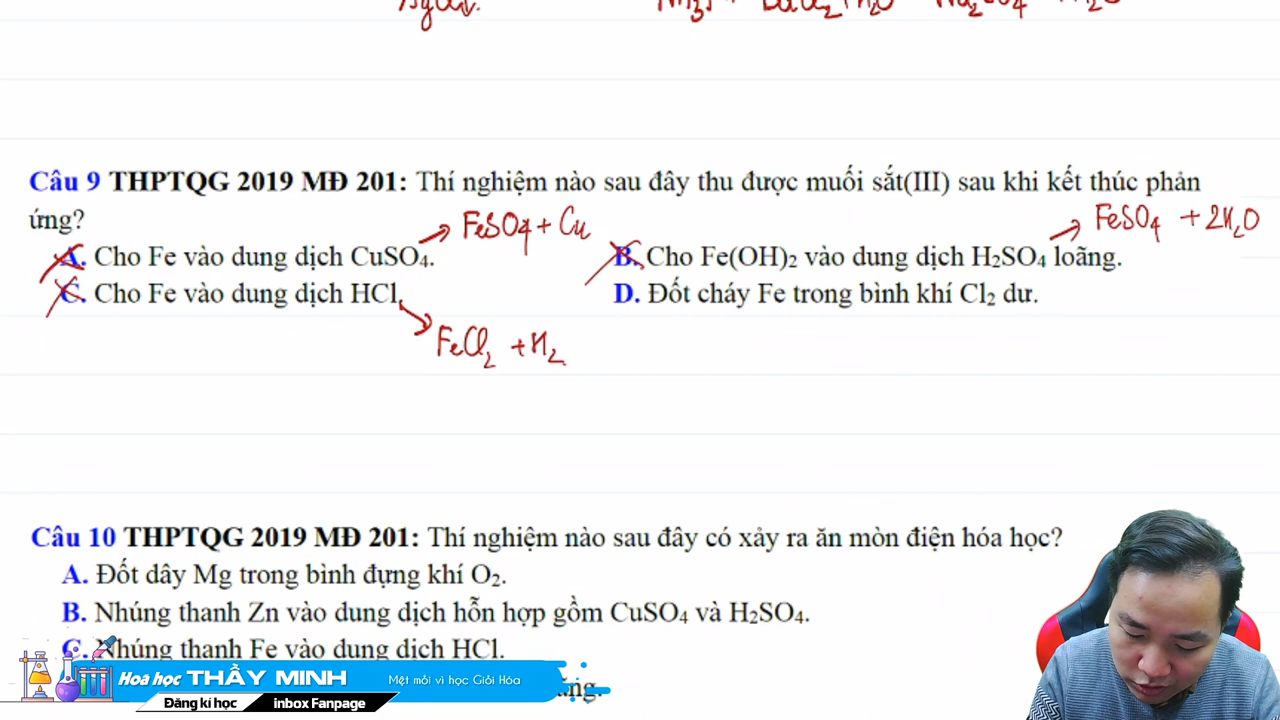 Câu 9 THPTQG 2019 MĐ 201: Thí nghiệm nào sau đây thu được muối sắt(III) sau khi kết thúc phản
ứng?
FeSO4 + Cu
FeSO4 + 2H2O
A. Cho Fe vào dung dịch CuSO4.
B. Cho Fe(OH)2 vào dung dịch H2SO4 loãng.
C. Cho Fe vào dung dịch HCl.
D. Đốt cháy Fe trong bình khí Cl2 dư.
FeCl2 + H2
Câu 10 THPTQG 2019 MĐ 201: Thí nghiệm nào sau đây có xảy ra ăn mòn điện hóa học?
A. Đốt dây Mg trong bình đựng khí O2.
B. Nhúng thanh Zn vào dung dịch hỗn hợp gồm CuSO4 và H2SO4.
C. Nhúng thanh Fe vào dung dịch HCl.
Hoa học THẦY MINH
Mệt mỏi vì học Giỏi Hóa
Đăng kí học
inbox Fanpage